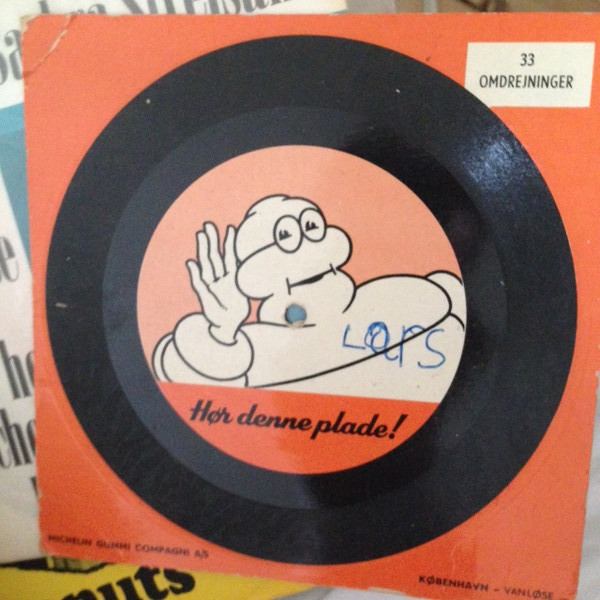 33
OMDREJNINGER
Lars
Hør denne plade!
MICHELIN GUMMI COMPAGNI A/S
KØBENHAVN - VANLØSE